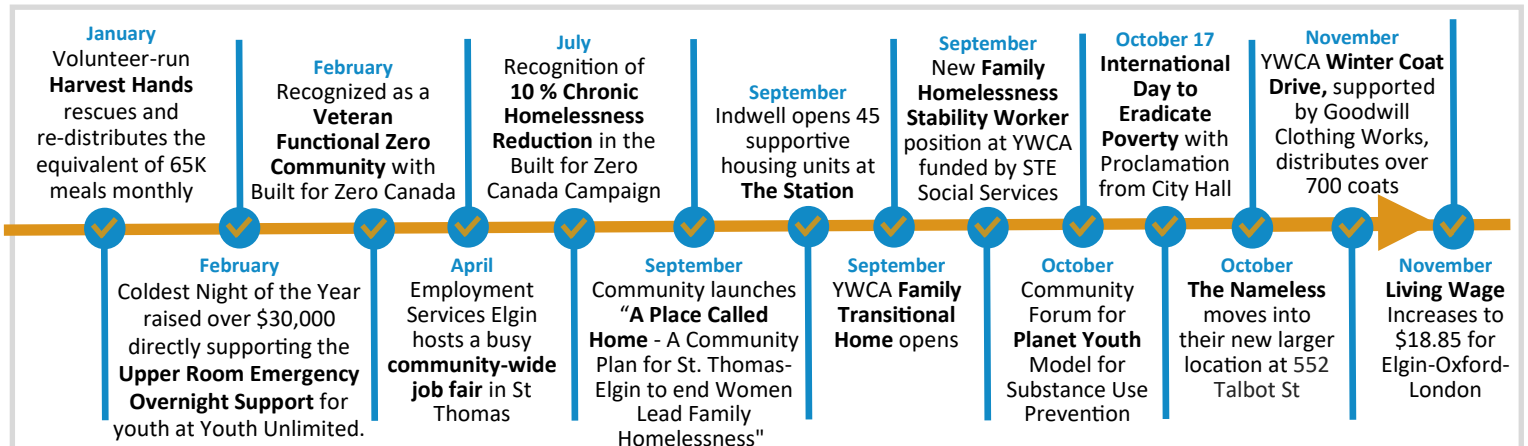 January
Volunteer-run
Harvest Hands
rescues and
re-distributes the
equivalent of 65K
meals monthly
February
Coldest Night of the Year
raised over $30,000
directly supporting the
Upper Room Emergency
Overnight Support for
youth at Youth Unlimited.
February
Recognized as a
Veteran
Functional Zero
Community with
Built for Zero Canada
April
Employment
Services Elgin
hosts a busy
community-wide
job fair in St
Thomas
July
Recognition of
10 % Chronic
Homelessness
Reduction in the
Built for Zero
Canada Campaign
September
Community launches
“A Place Called
Home - A Community
Plan for St. Thomas-
Elgin to end Women
Lead Family
Homelessness"
September
Indwell opens 45
supportive
housing units at
The Station
September
YWCA Family
Transitional
Home opens
September
New Family
Homelessness
Stability Worker
position at YWCA
funded by STE
Social Services
October
Community
Forum for
Planet Youth
Model for
Substance Use
Prevention
October 17
International
Day to
Eradicate
Poverty with
Proclamation
from City Hall
October
The Nameless
moves into
their new larger
location at 552
Talbot St
November
YWCA Winter Coat
Drive, supported
by Goodwill
Clothing Works,
distributes over
700 coats
November
Living Wage
Increases to
$18.85 for
Elgin-Oxford-
London